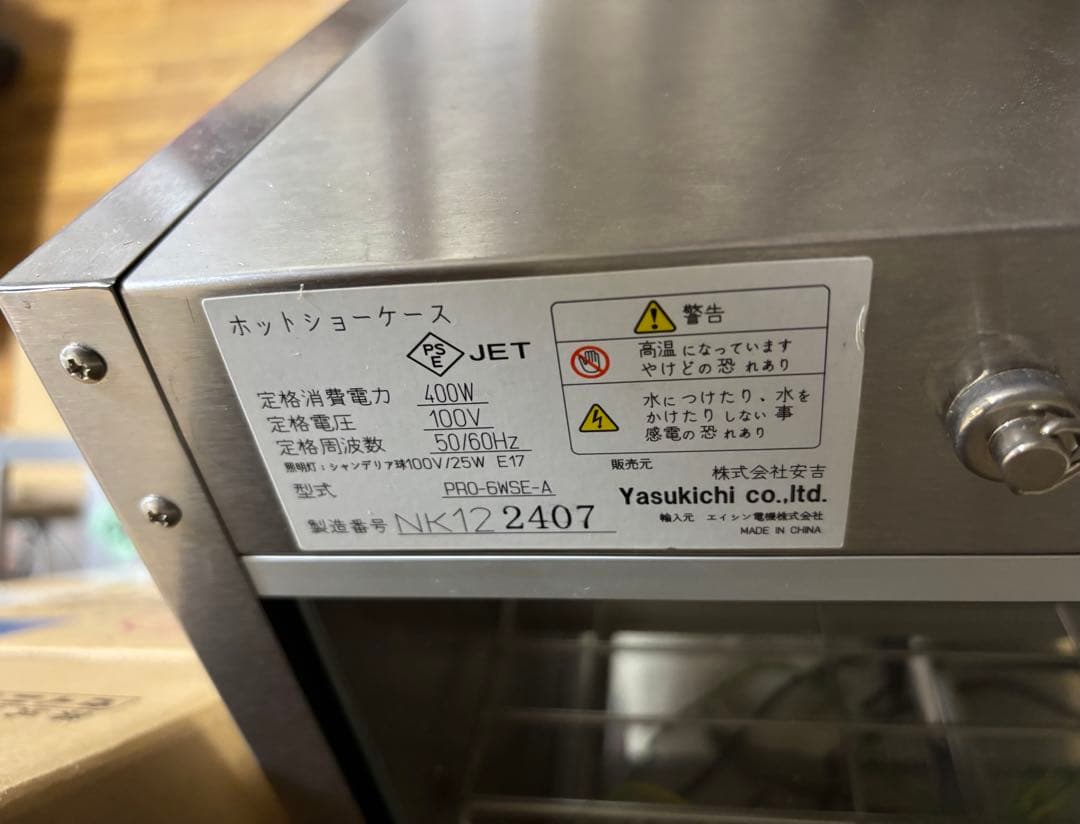 ホットショーケース
PS
E
JET
定格消費電力 400W
定格電圧 100V
定格周波数 50/60Hz
照明灯：シャンデリア球100V/25W E17
型式 PRO-6WSE-A
製造番号 NK12 2407
警告
高温になっています
やけどの恐れあり
水につけたり、水を
かけたりしない事
感電の恐れあり
販売元
株式会社安吉
Yasukichi co.,ltd.
輸入元 エイシン電機株式会社
MADE IN CHINA